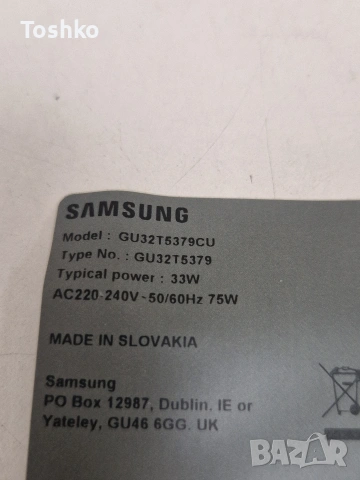 Toshko
SAMSUNG
Model : GU32T5379CU
Type No. : GU32T5379
Typical power : 33W
AC220-240V~50/60Hz 75W
MADE IN SLOVAKIA
Samsung
PO Box 12987, Dublin. IE or
Yateley, GU46 6GG. UK
BAZAR